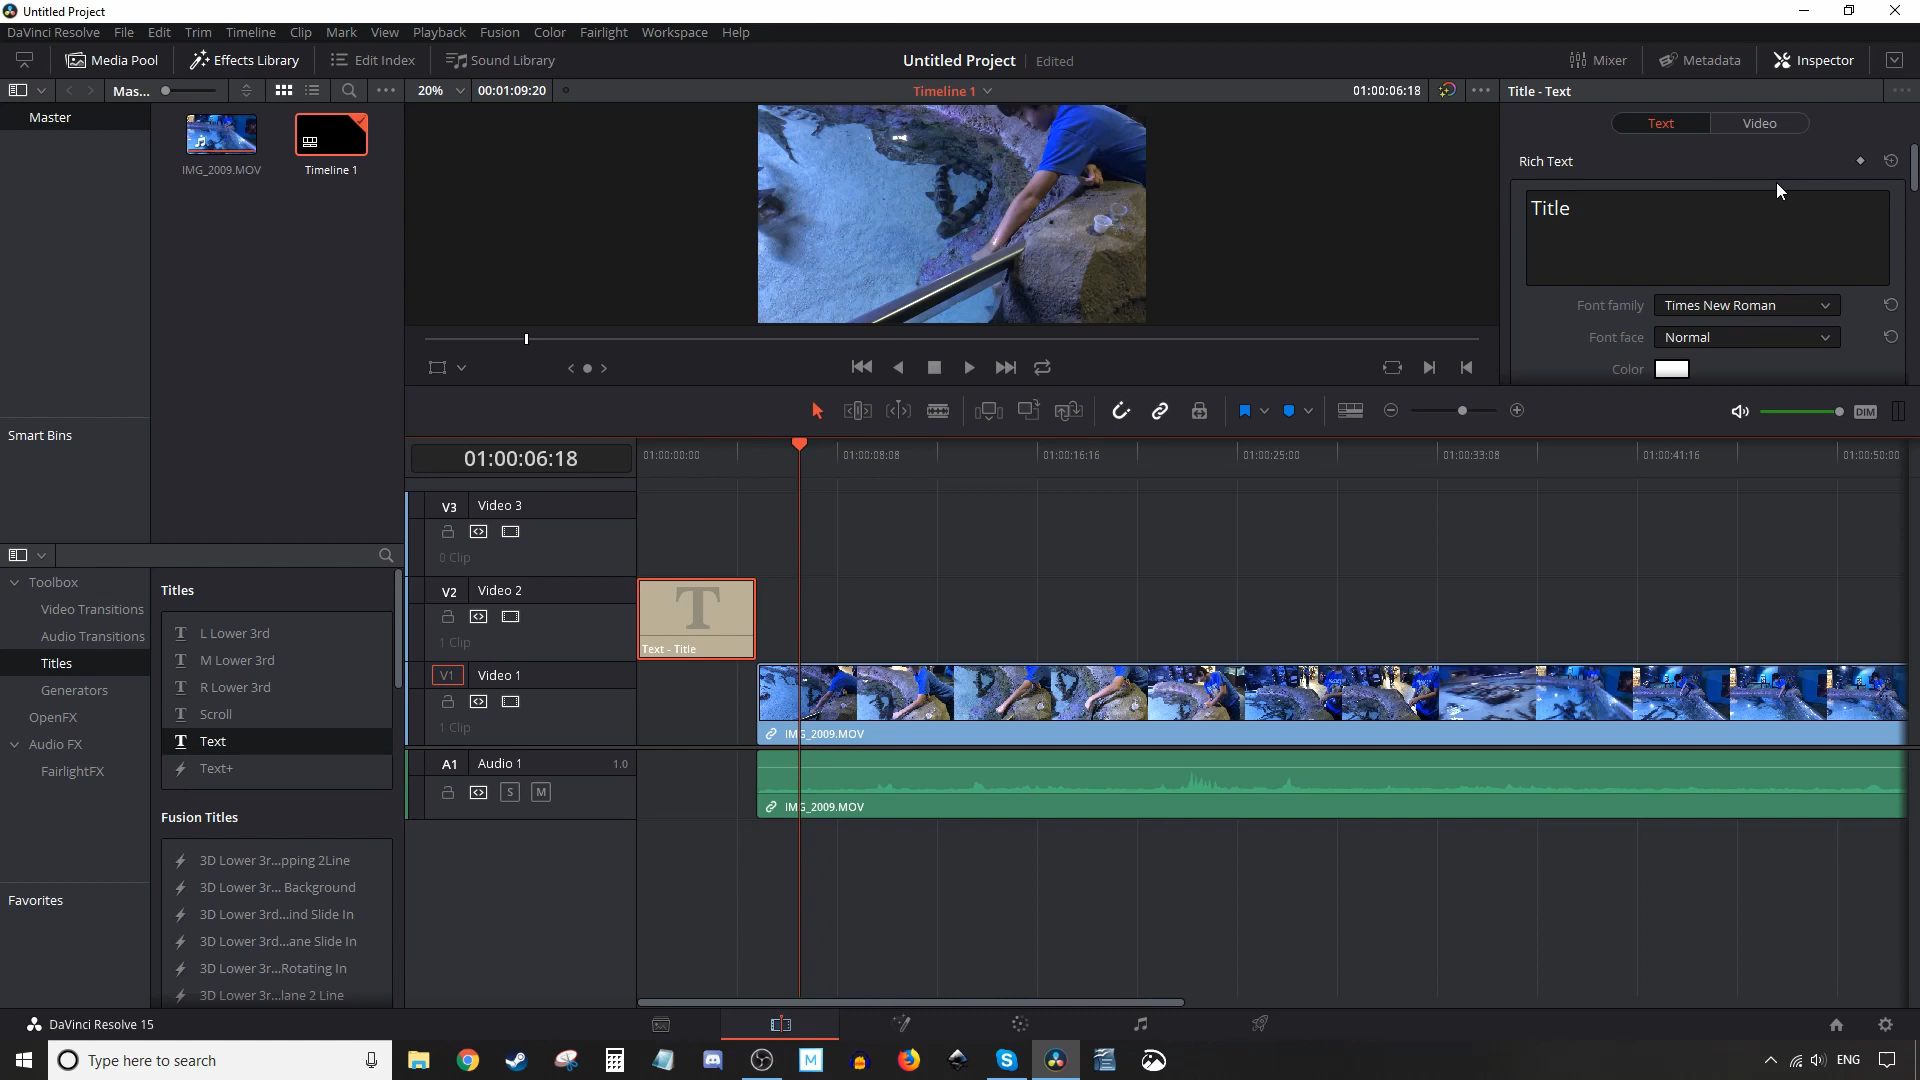 Untitled Project
DaVinci Resolve File Edit Trim Timeline Clip Mark View Playback Fusion Color Fairlight Workspace Help
Media Pool Effects Library Edit Index Sound Library Untitled Project Edited Mixer Metadata Inspector
Mas... 20% 00:01:09:20 Timeline 1 01:00:06:18 Title - Text
Master
IMG_2009.MOV Timeline 1
Text Video
Rich Text
Title
Font family Times New Roman
Font face Normal
Color
DIM
Smart Bins
01:00:06:18
01:00:00:00 01:00:08:08 01:00:16:16 01:00:25:00 01:00:33:08 01:00:41:16 01:00:50:00
V3 Video 3
0 Clip
V2 Video 2
1 Clip
T
Text - Title
V1 Video 1
1 Clip
IMG_2009.MOV
A1 Audio 1 1.0
S M
IMG_2009.MOV
Toolbox
Video Transitions
Audio Transitions
Titles
Generators
OpenFX
Audio FX
FairlightFX
Favorites
Titles
T L Lower 3rd
T M Lower 3rd
T R Lower 3rd
T Scroll
T Text
Text+
Fusion Titles
3D Lower 3r...pping 2Line
3D Lower 3r... Background
3D Lower 3rd...ind Slide In
3D Lower 3rd...ane Slide In
3D Lower 3r...Rotating In
3D Lower 3r...lane 2 Line
DaVinci Resolve 15
Type here to search
M
ENG